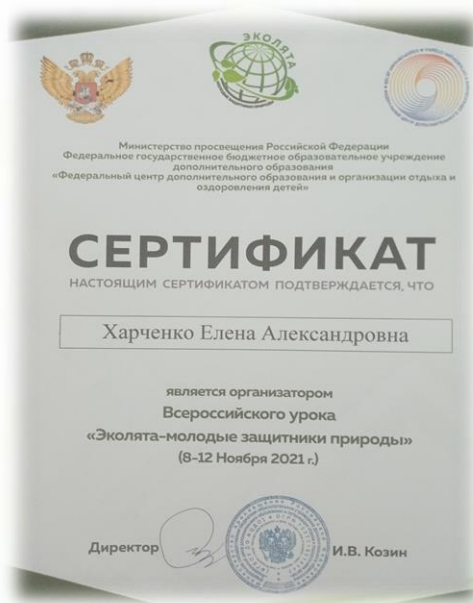 ЭКОЛЯТА
Министерство просвещения Российской Федерации
Федеральное государственное бюджетное образовательное учреждение
дополнительного образования
«Федеральный центр дополнительного образования и организации отдыха и
оздоровления детей»
СЕРТИФИКАТ
НАСТОЯЩИМ СЕРТИФИКАТОМ ПОДТВЕРЖДАЕТСЯ, ЧТО
Харченко Елена Александровна
является организатором
Всероссийского урока
«Эколята-молодые защитники природы»
(8-12 Ноября 2021 г.)
Директор
И.В. Козин